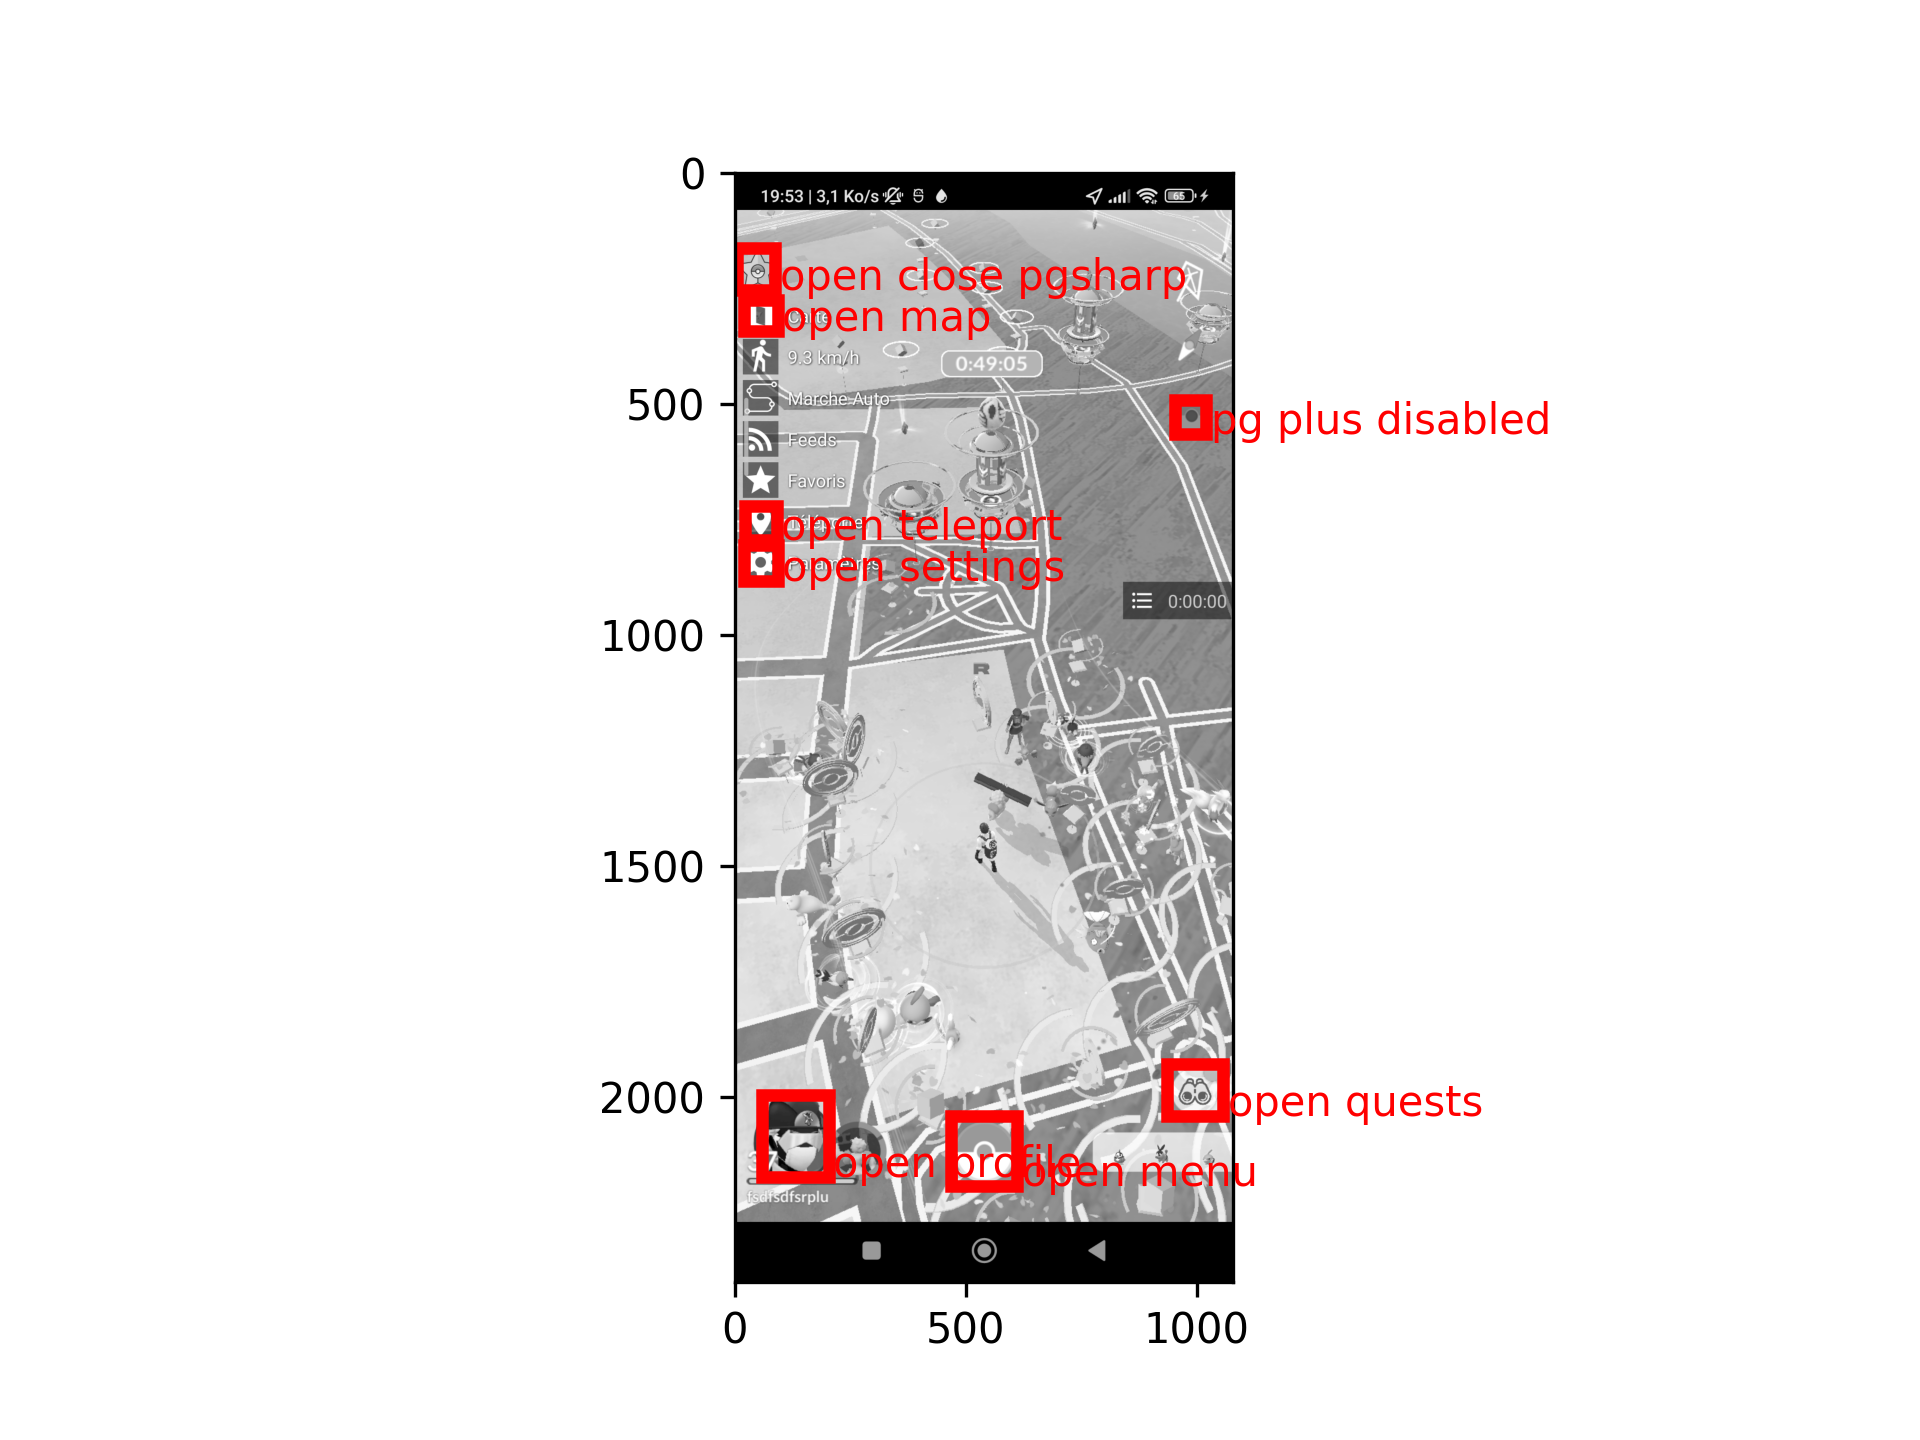 0
19:53 | 3,1 Ko/s
65
open close pgsharp
open map
9.3 km/h
0:49:05
Marche Auto
500
pg plus disabled
Feeds
Favoris
open teleport
open settings
0:00:00
1000
R
1500
2000
open quests
open profile
open menu
fsdfsdfsrplu
0
500
1000